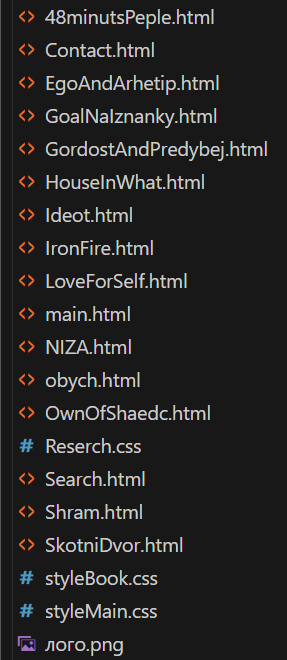 48minutsPeple.html
Contact.html
EgoAndArhetip.html
GoalNaIznanky.html
GordostAndPredybej.html
HouseInWhat.html
Ideot.html
IronFire.html
LoveForSelf.html
main.html
NIZA.html
obych.html
OwnOfShaedc.html
Reserch.css
Search.html
Shram.html
SkotniDvor.html
styleBook.css
styleMain.css
лого.png